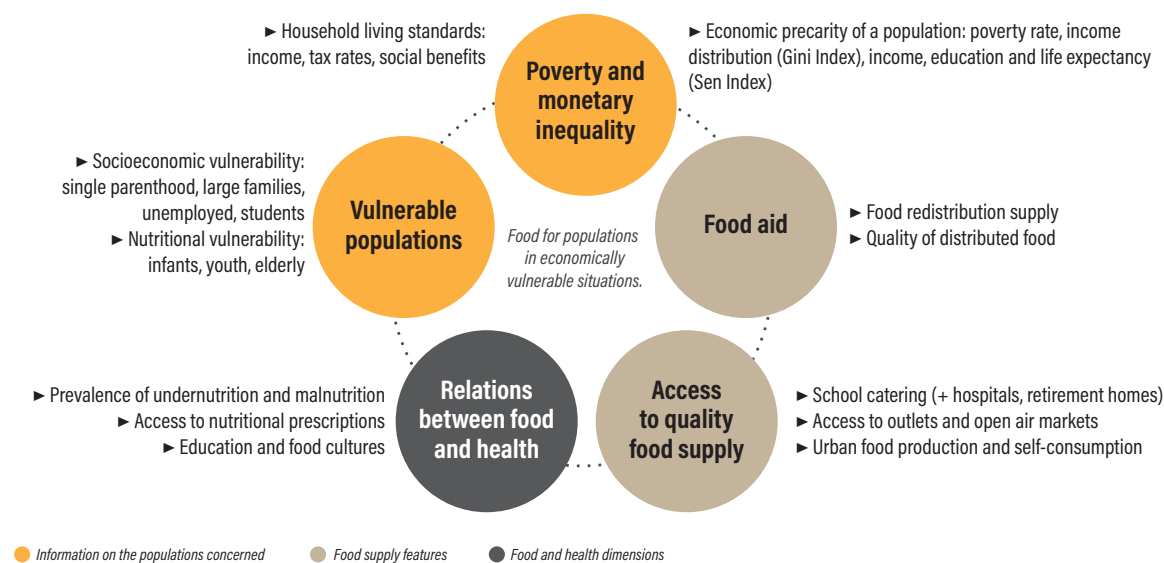 ► Household living standards:
income, tax rates, social benefits
Poverty and
monetary
inequality
► Economic precarity of a population: poverty rate, income
distribution (Gini Index), income, education and life expectancy
(Sen Index)
► Socioeconomic vulnerability:
single parenthood, large families,
unemployed, students
► Nutritional vulnerability:
infants, youth, elderly
Vulnerable
populations
Food for populations
in economically
vulnerable situations.
Food aid
► Food redistribution supply
► Quality of distributed food
► Prevalence of undernutrition and malnutrition
► Access to nutritional prescriptions
► Education and food cultures
Relations
between food
and health
Access
to quality
food supply
► School catering (+ hospitals, retirement homes)
► Access to outlets and open air markets
► Urban food production and self-consumption
Information on the populations concerned
Food supply features
Food and health dimensions